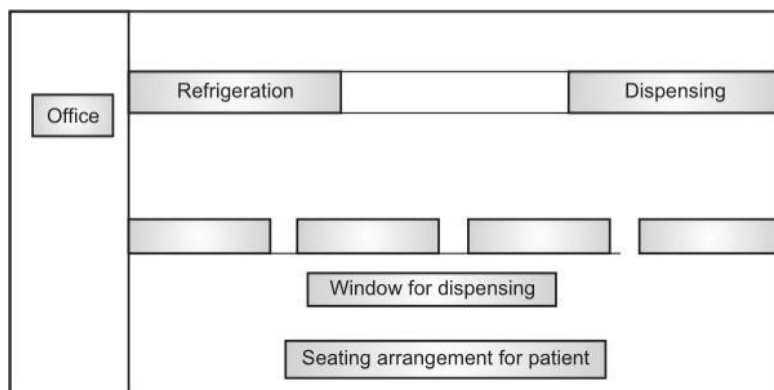 Refrigeration
Dispensing
Office
Window for dispensing
Seating arrangement for patient